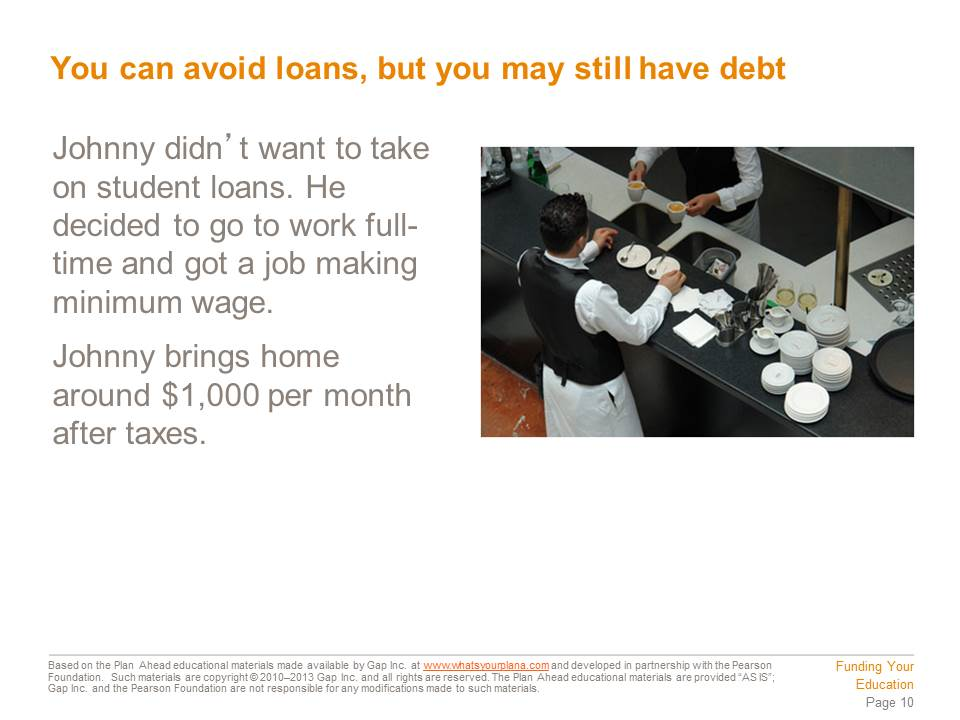 You can avoid loans, but you may still have debt
Johnny didn’t want to take
on student loans. He
decided to go to work full-
time and got a job making
minimum wage.
Johnny brings home
around $1,000 per month
after taxes.
Based on the Plan Ahead educational materials made available by Gap Inc. at www.whatsyourplana.com and developed in partnership with the Pearson
Foundation. Such materials are copyright © 2010–2013 Gap Inc. and all rights are reserved. The Plan Ahead educational materials are provided “AS IS”;
Gap Inc. and the Pearson Foundation are not responsible for any modifications made to such materials.
Funding Your
Education
Page 10